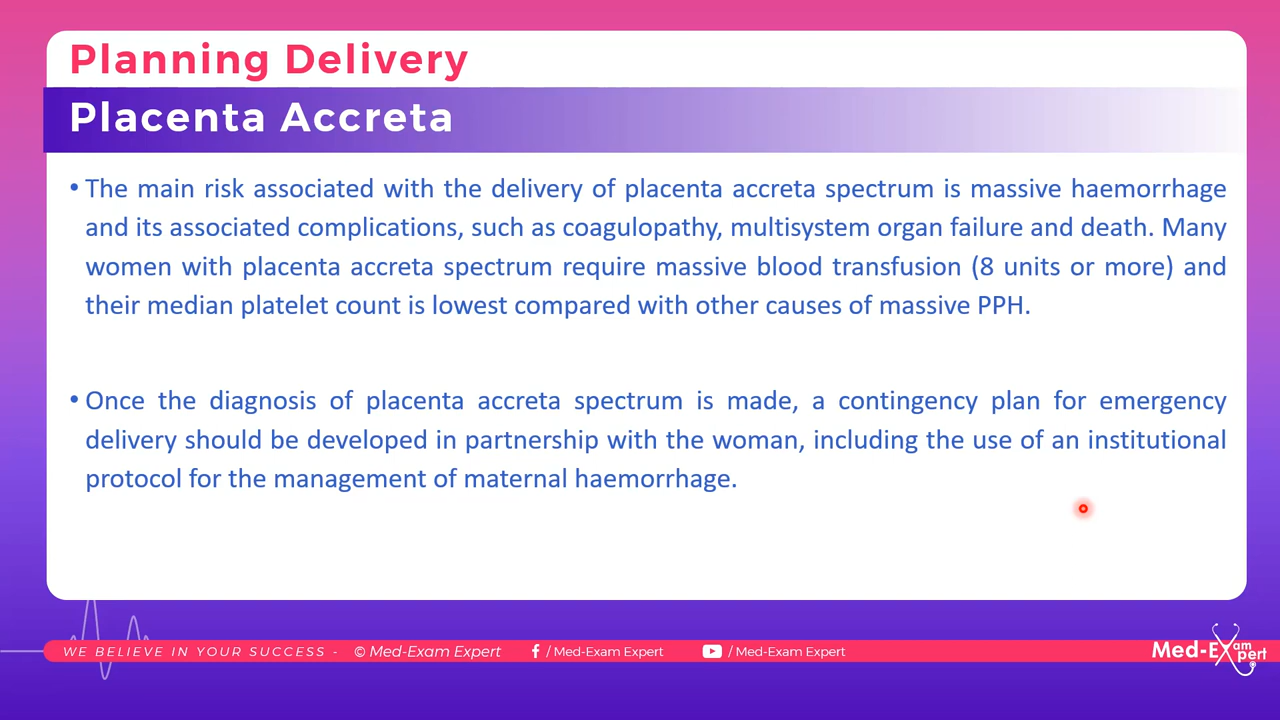 Planning Delivery
Placenta Accreta
• The main risk associated with the delivery of placenta accreta spectrum is massive haemorrhage
and its associated complications, such as coagulopathy, multisystem organ failure and death. Many
women with placenta accreta spectrum require massive blood transfusion (8 units or more) and
their median platelet count is lowest compared with other causes of massive PPH.
• Once the diagnosis of placenta accreta spectrum is made, a contingency plan for emergency
delivery should be developed in partnership with the woman, including the use of an institutional
protocol for the management of maternal haemorrhage.
WE BELIEVE IN YOUR SUCCESS - © Med-Exam Expert / Med-Exam Expert / Med-Exam Expert
Med-Exam Expert